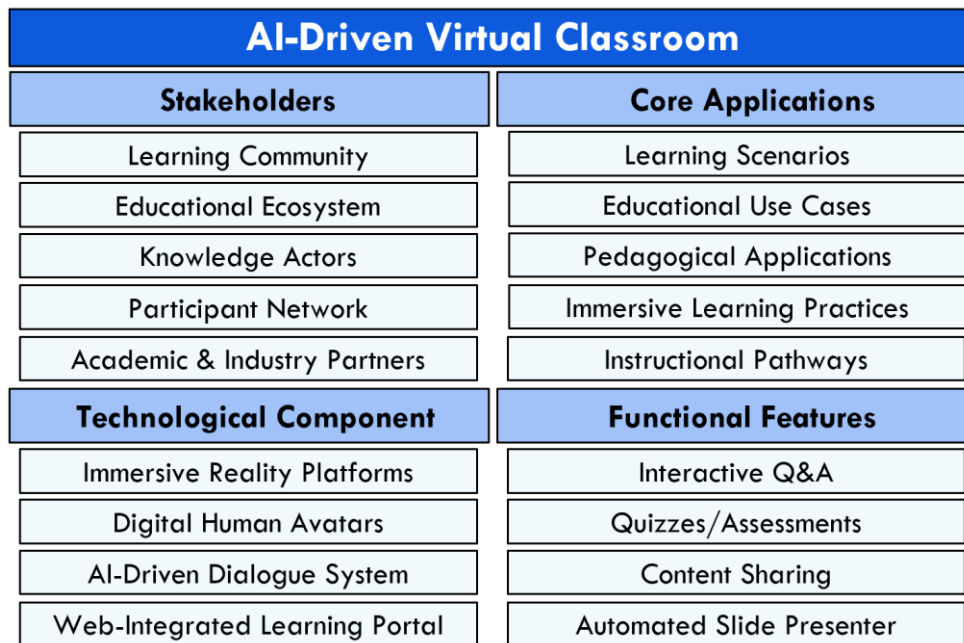 AI-Driven Virtual Classroom
Stakeholders
Learning Community
Educational Ecosystem
Knowledge Actors
Participant Network
Academic & Industry Partners
Core Applications
Learning Scenarios
Educational Use Cases
Pedagogical Applications
Immersive Learning Practices
Instructional Pathways
Technological Component
Immersive Reality Platforms
Digital Human Avatars
AI-Driven Dialogue System
Web-Integrated Learning Portal
Functional Features
Interactive Q&A
Quizzes/Assessments
Content Sharing
Automated Slide Presenter